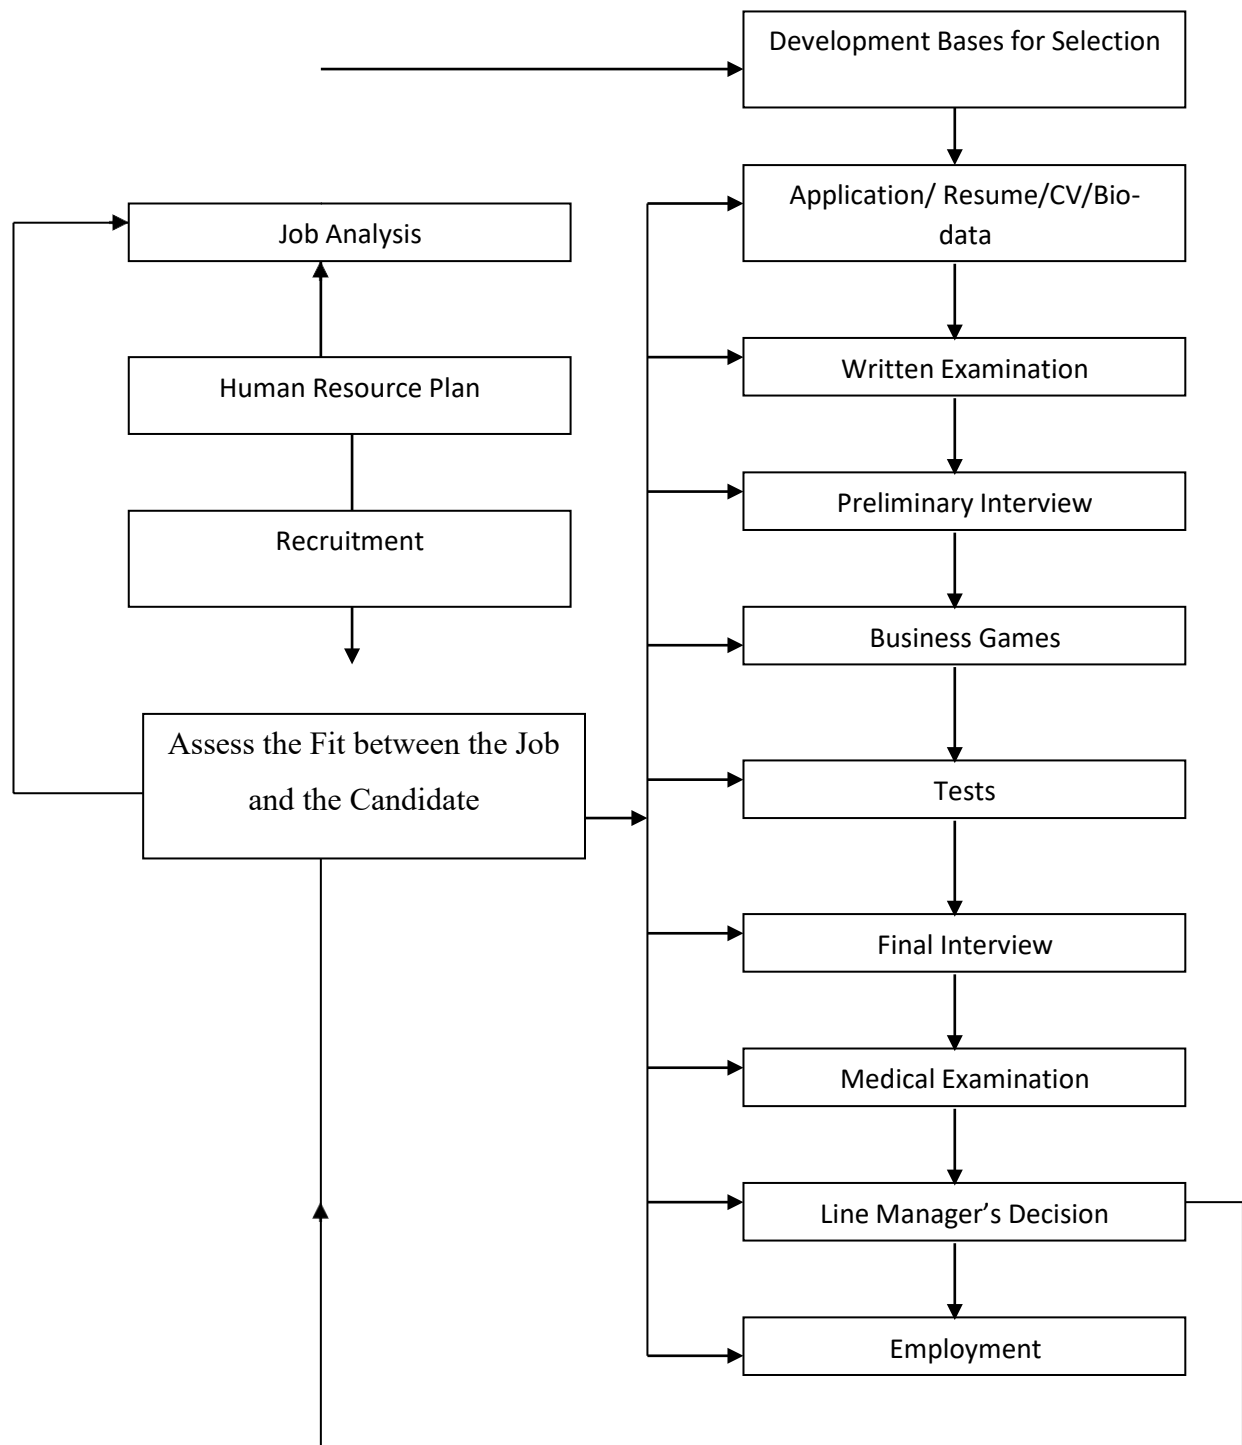 Development Bases for Selection
Application/ Resume/CV/Bio-
data
Job Analysis
Written Examination
Human Resource Plan
Preliminary Interview
Recruitment
Business Games
Assess the Fit between the Job
and the Candidate
Tests
Final Interview
Medical Examination
Line Manager’s Decision
Employment